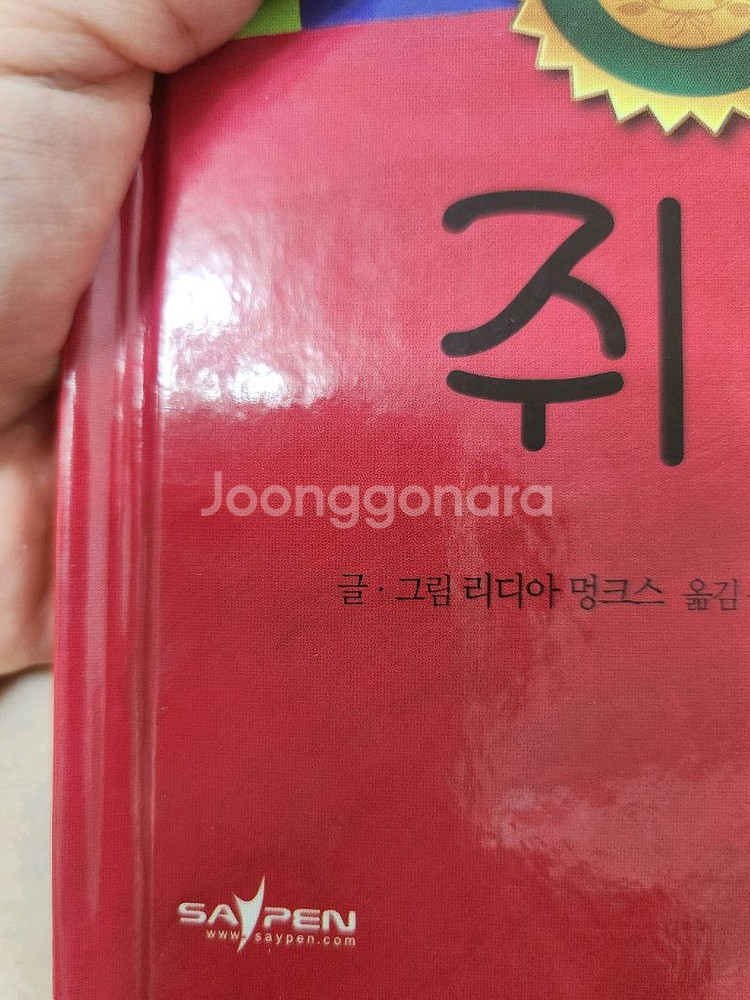 쥐
Joonggonara
글·그림 리디아 멍크스 옮김
SAYPEN
www.saypen.com